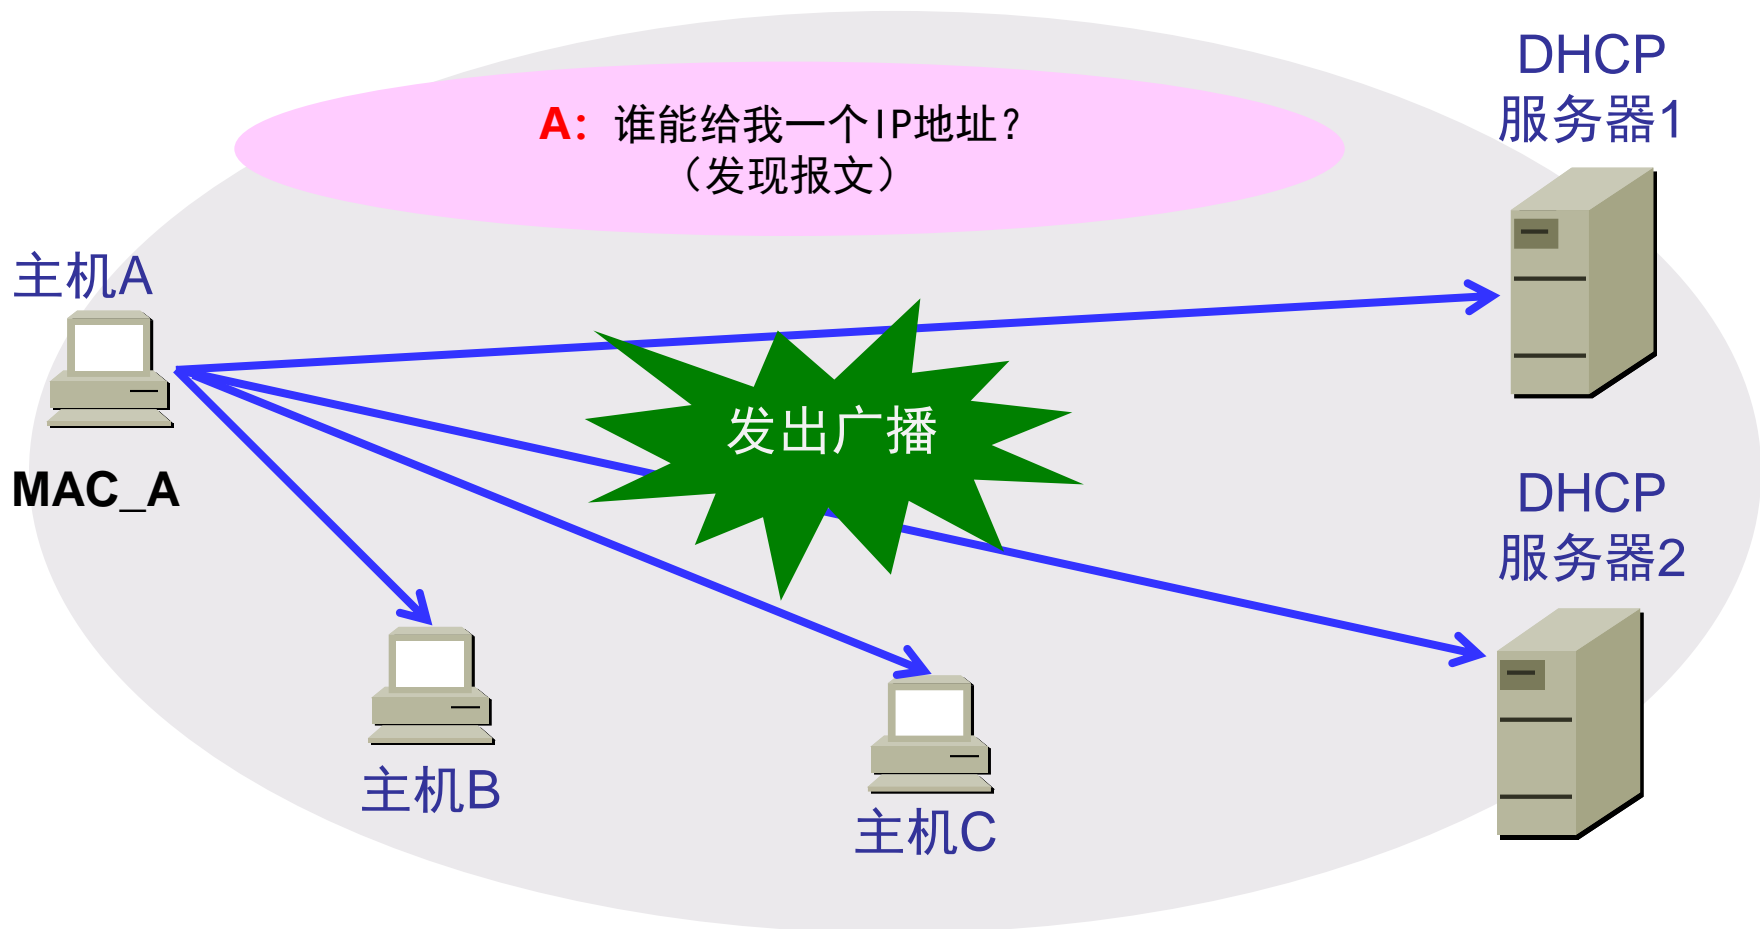 DHCP
服务器1
A：谁能给我一个IP地址？
（发现报文）
主机A
MAC_A
发出广播
DHCP
服务器2
主机B
主机C